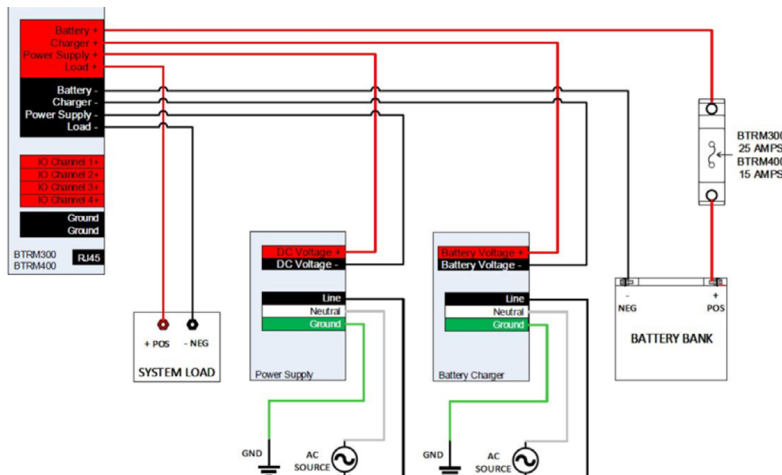 Battery +
Charger +
Power Supply +
Load +
Battery -
Charger -
Power Supply -
Load -
IO Channel 1+
IO Channel 2+
IO Channel 3+
IO Channel 4+
Ground
Ground
BTRM300
BTRM400
RJ45
+ POS
- NEG
SYSTEM LOAD
DC Voltage +
DC Voltage -
Line
Neutral
Ground
Power Supply
GND
AC
SOURCE
Battery Voltage +
Battery Voltage -
Line
Neutral
Ground
Battery Charger
GND
AC
SOURCE
BTRM300
25 AMPS
BTRM400
15 AMPS
-
NEG
+
POS
BATTERY BANK